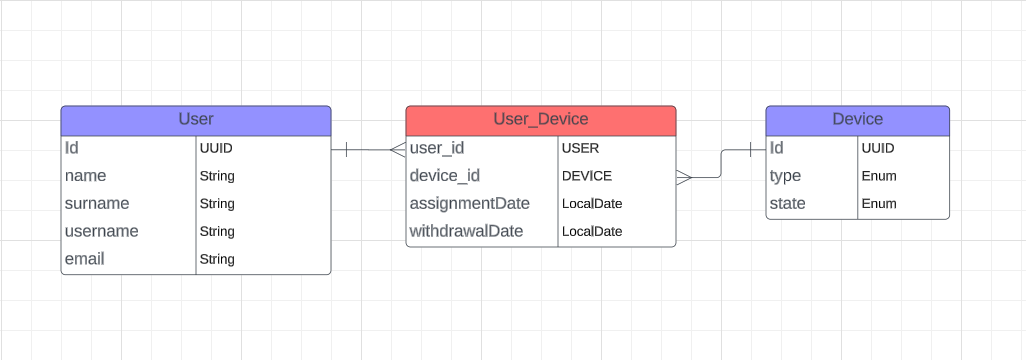 User
Id UUID
name String
surname String
username String
email String
User_Device
user_id USER
device_id DEVICE
assignmentDate LocalDate
withdrawalDate LocalDate
Device
Id UUID
type Enum
state Enum